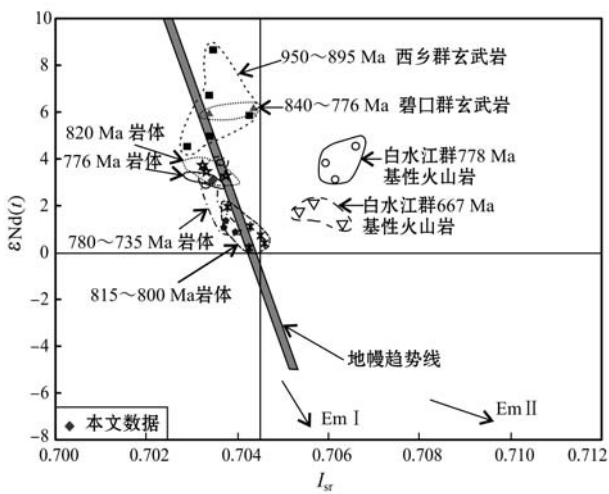 10
8
6
4
2
0
−2
−4
−6
−8
εNd(t)
950～895 Ma 西乡群玄武岩
840～776 Ma 碧口群玄武岩
820 Ma 岩体
776 Ma 岩体
白水江群778 Ma
基性火山岩
白水江群667 Ma
基性火山岩
780～735 Ma 岩体
815～800 Ma岩体
地幔趋势线
Em I
Em II
本文数据
0.700
0.702
0.704
0.706
0.708
0.710
0.712
Isr